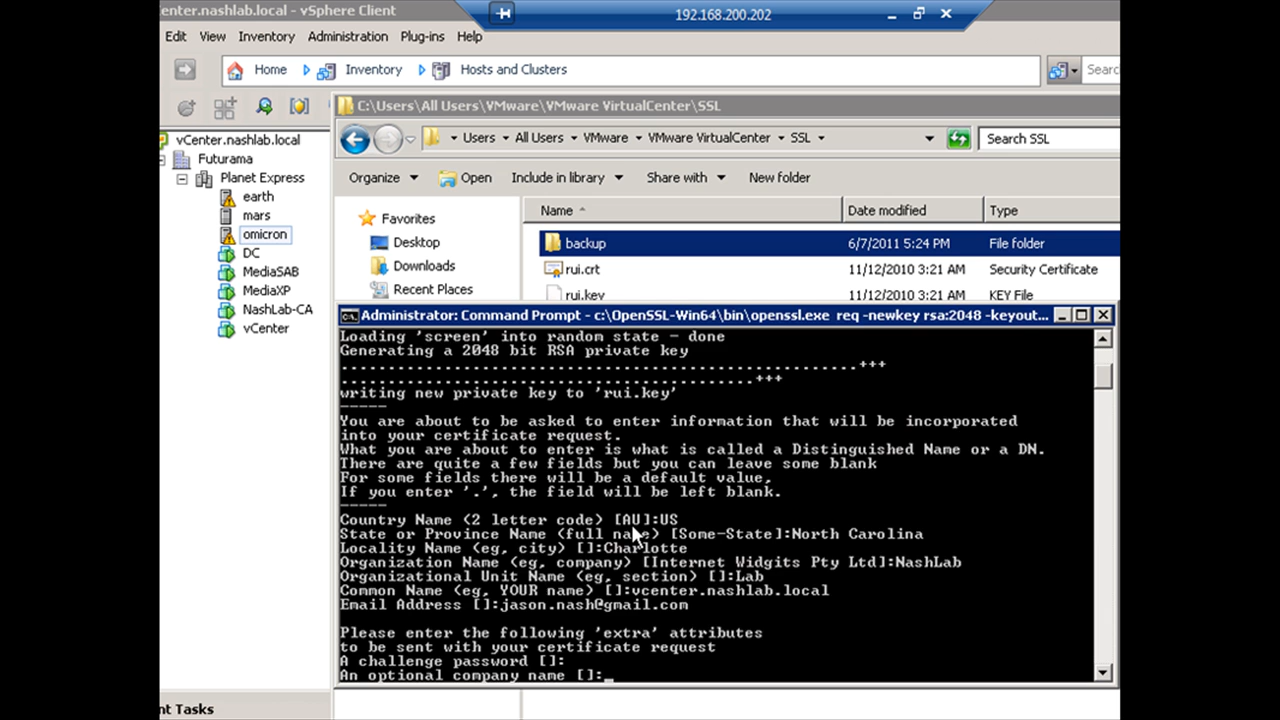 enter.nashlab.local - vSphere Client
192.168.200.202
Edit View Inventory Administration Plug-ins Help
Home Inventory Hosts and Clusters
Searc
C:\Users\All Users\VMware\VMware VirtualCenter\SSL
Users All Users VMware VMware VirtualCenter SSL
Search SSL
Organize Open Include in library Share with New folder
vCenter.nashlab.local
Futurama
Planet Express
earth
mars
omicron
DC
MediaSAB
MediaXP
NashLab-CA
vCenter
Favorites
Desktop
Downloads
Recent Places
Name Date modified Type
backup 6/7/2011 5:24 PM File folder
rui.crt 11/12/2010 3:21 AM Security Certificate
rui.key 11/12/2010 3:21 AM KEY File
Administrator: Command Prompt - c:\OpenSSL-Win64\bin\openssl.exe req -newkey rsa:2048 -keyout...
Loading 'screen' into random state - done
Generating a 2048 bit RSA private key
.......................................................+++
............................................+++
writing new private key to 'rui.key'
-----
You are about to be asked to enter information that will be incorporated
into your certificate request.
What you are about to enter is what is called a Distinguished Name or a DN.
There are quite a few fields but you can leave some blank
For some fields there will be a default value,
If you enter '.', the field will be left blank.
-----
Country Name (2 letter code) [AU]:US
State or Province Name (full name) [Some-State]:North Carolina
Locality Name (eg, city) []:Charlotte
Organization Name (eg, company) [Internet Widgits Pty Ltd]:NashLab
Organizational Unit Name (eg, section) []:Lab
Common Name (eg, YOUR name) []:vcenter.nashlab.local
Email Address []:jason.nash@gmail.com
Please enter the following 'extra' attributes
to be sent with your certificate request
A challenge password []:
An optional company name []:_
nt Tasks